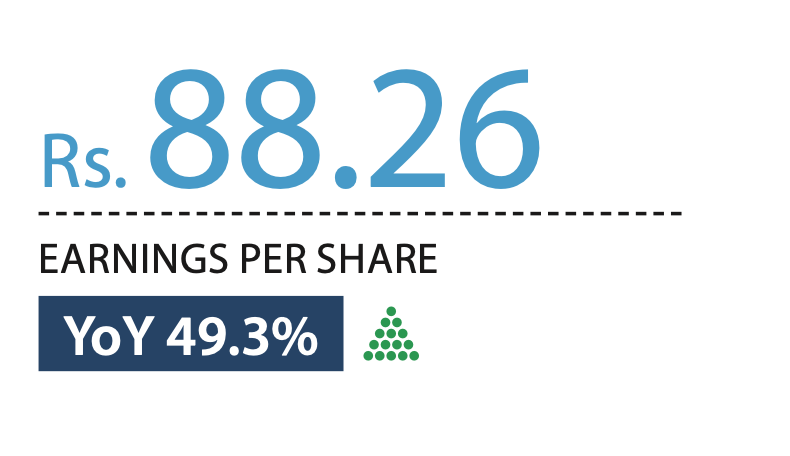 Rs. 88.26
EARNINGS PER SHARE
YoY 49.3%